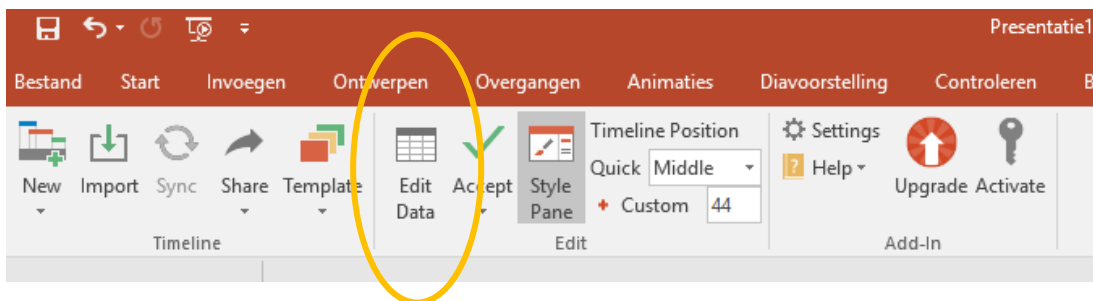 Presentatie1
Bestand Start Invoegen Ontwerpen Overgangen Animaties Diavoorstelling Controleren B
Timeline Position
Settings
Quick Middle
Help
New Import Sync Share Template Edit Data Accept Style Pane
Custom 44
Upgrade Activate
Timeline Edit Add-In